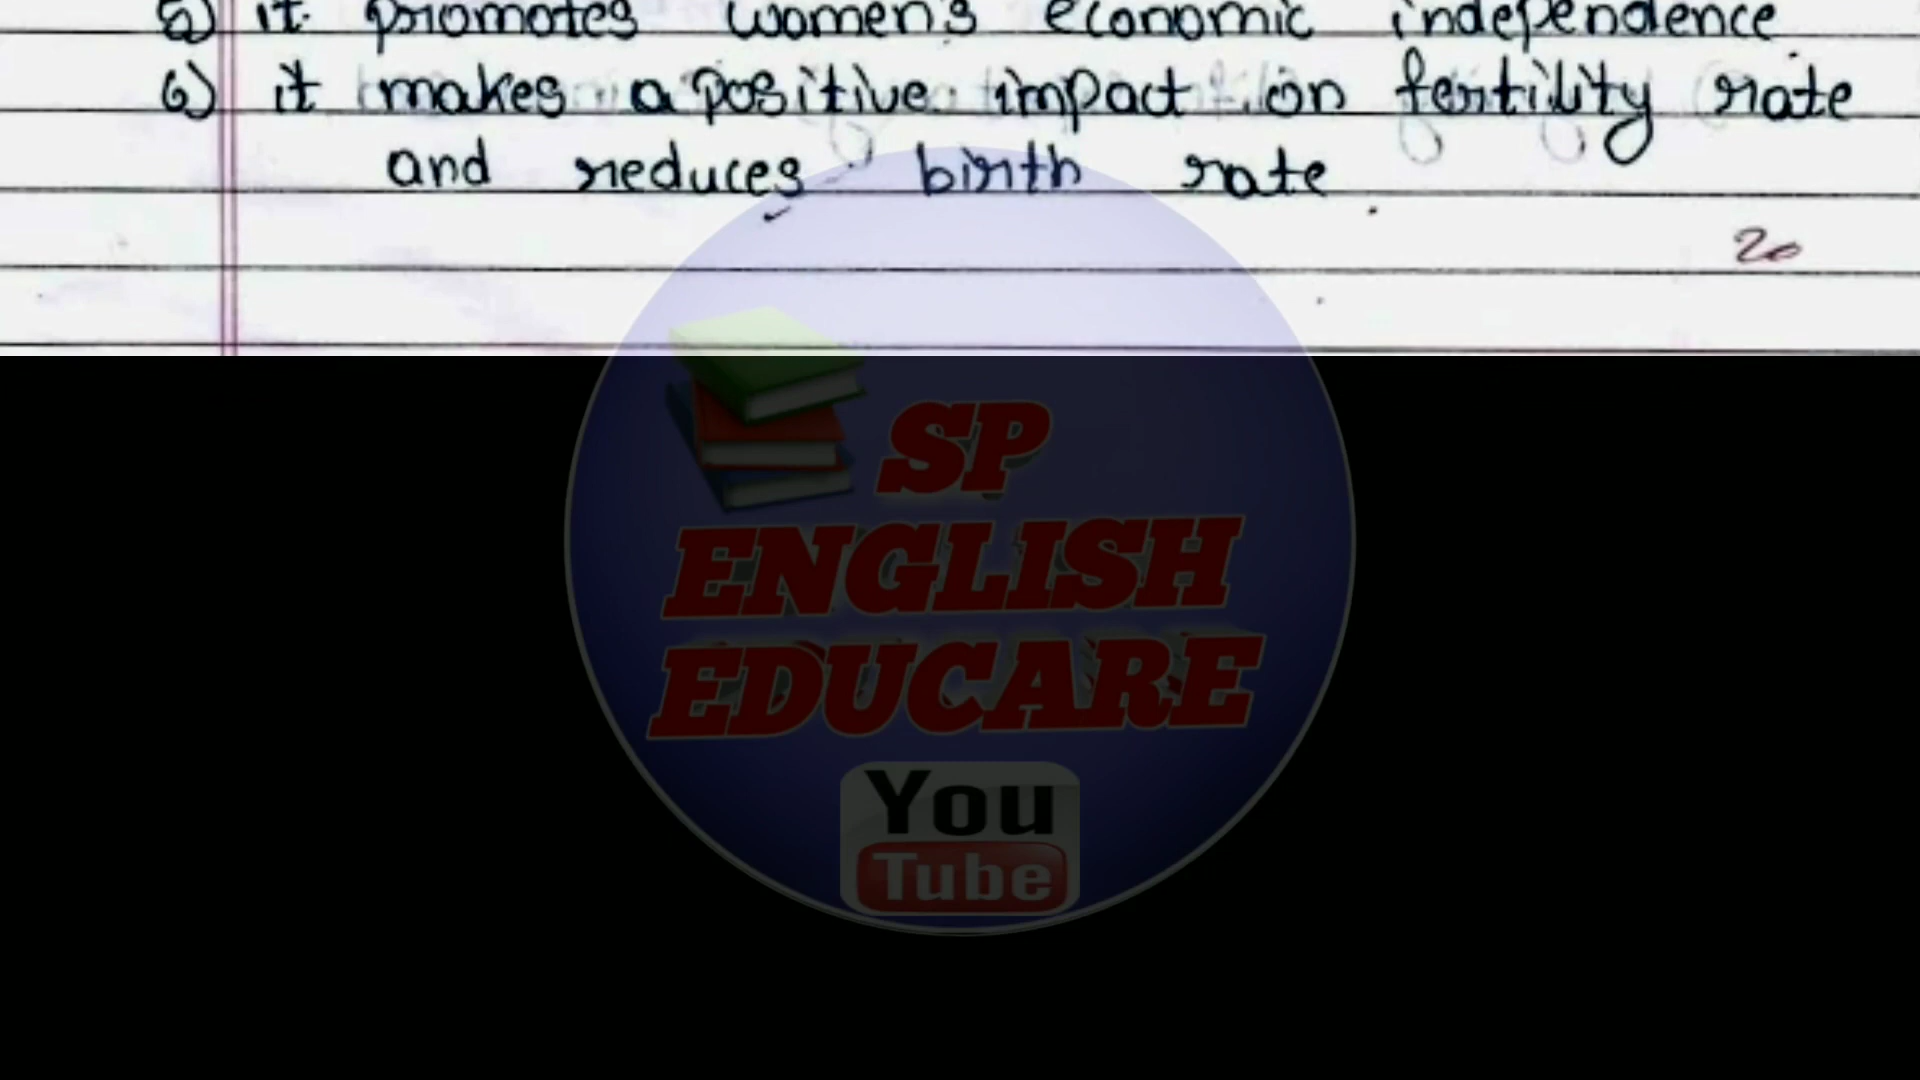 5) it promotes women's economic independence
6) it makes a positive impact on fertility rate
and reduces birth rate.
20
SP
ENGLISH
EDUCARE
You
Tube